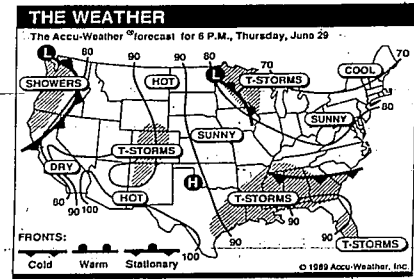 THE WEATHER
The Accu-Weather ® forecast for 6 P.M., Thursday, June 29
L
80
90
HOT
90
80
L
70
COOL
70
SHOWERS
T-STORMS
80
SUNNY
SUNNY
T-STORMS
DRY
H
80
90
100
HOT
T-STORMS
90
90
100
T-STORMS
FRONTS:
Cold Warm Stationary
© 1989 Accu-Weather, Inc.